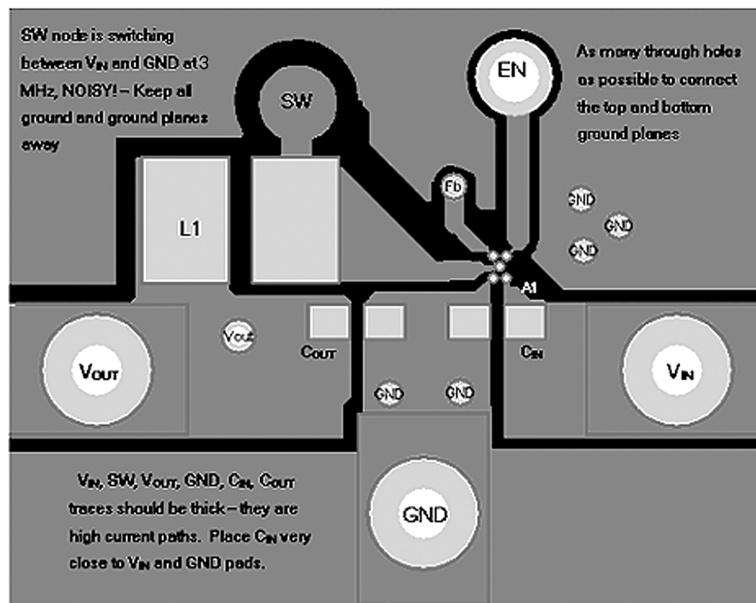 SW node is switching
between VIN and GND at 3
MHz, NOISY! – Keep all
ground and ground planes
away
SW
EN
As many through holes
as possible to connect
the top and bottom
ground planes
Fb
GND
GND
GND
L1
A1
Vout
COUT
CIN
VOUT
VIN
GND
GND
GND
VIN, SW, VOUT, GND, CIN, COUT
traces should be thick – they are
high current paths. Place CIN very
close to VIN and GND pads.